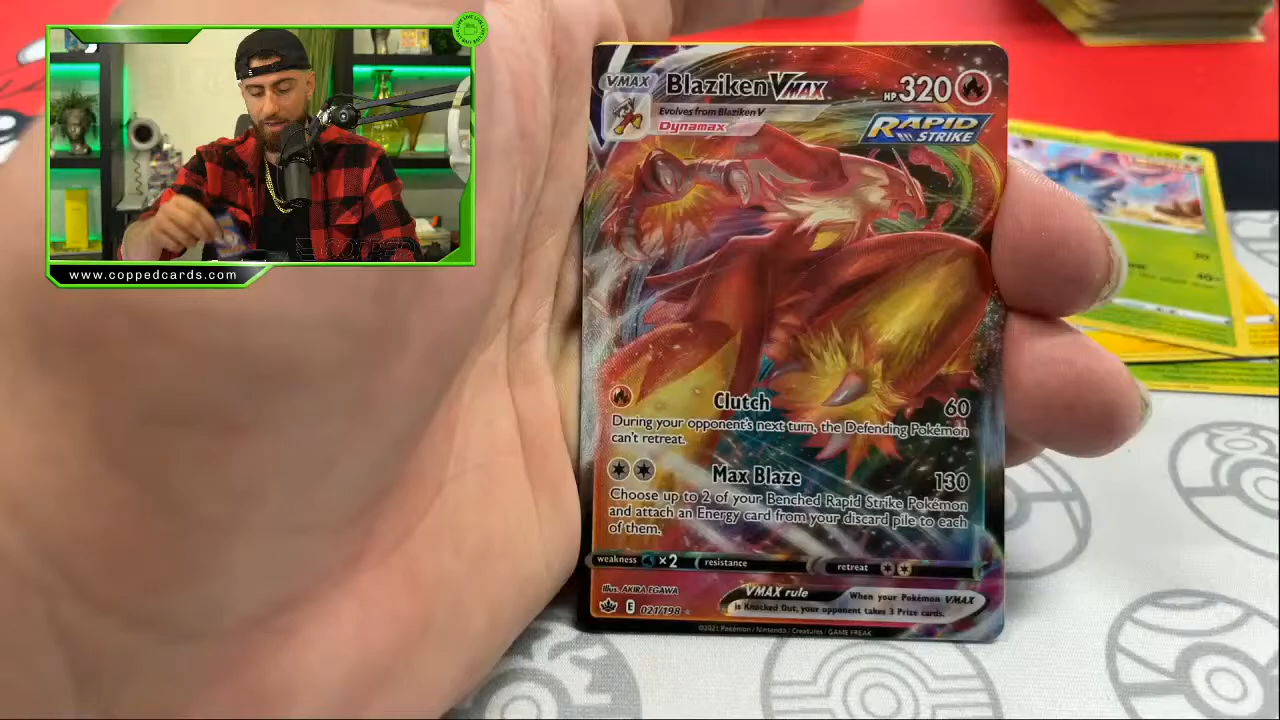 www.coppedcards.com
VMAX Blaziken VMAX HP 320
Evolves from Blaziken V
Dynamax
RAPID STRIKE
Clutch 60
During your opponent's next turn, the Defending Pokémon
can't retreat.
Max Blaze 130
Choose up to 2 of your Benched Rapid Strike Pokémon
and attach an Energy card from your discard pile to each
of them.
weakness ×2 resistance retreat
Illus. AKIRA EGAWA
E 021/198
VMAX rule When your Pokémon VMAX
is Knocked Out, your opponent takes 3 Prize cards.
©2021 Pokémon / Nintendo / Creatures / GAME FREAK